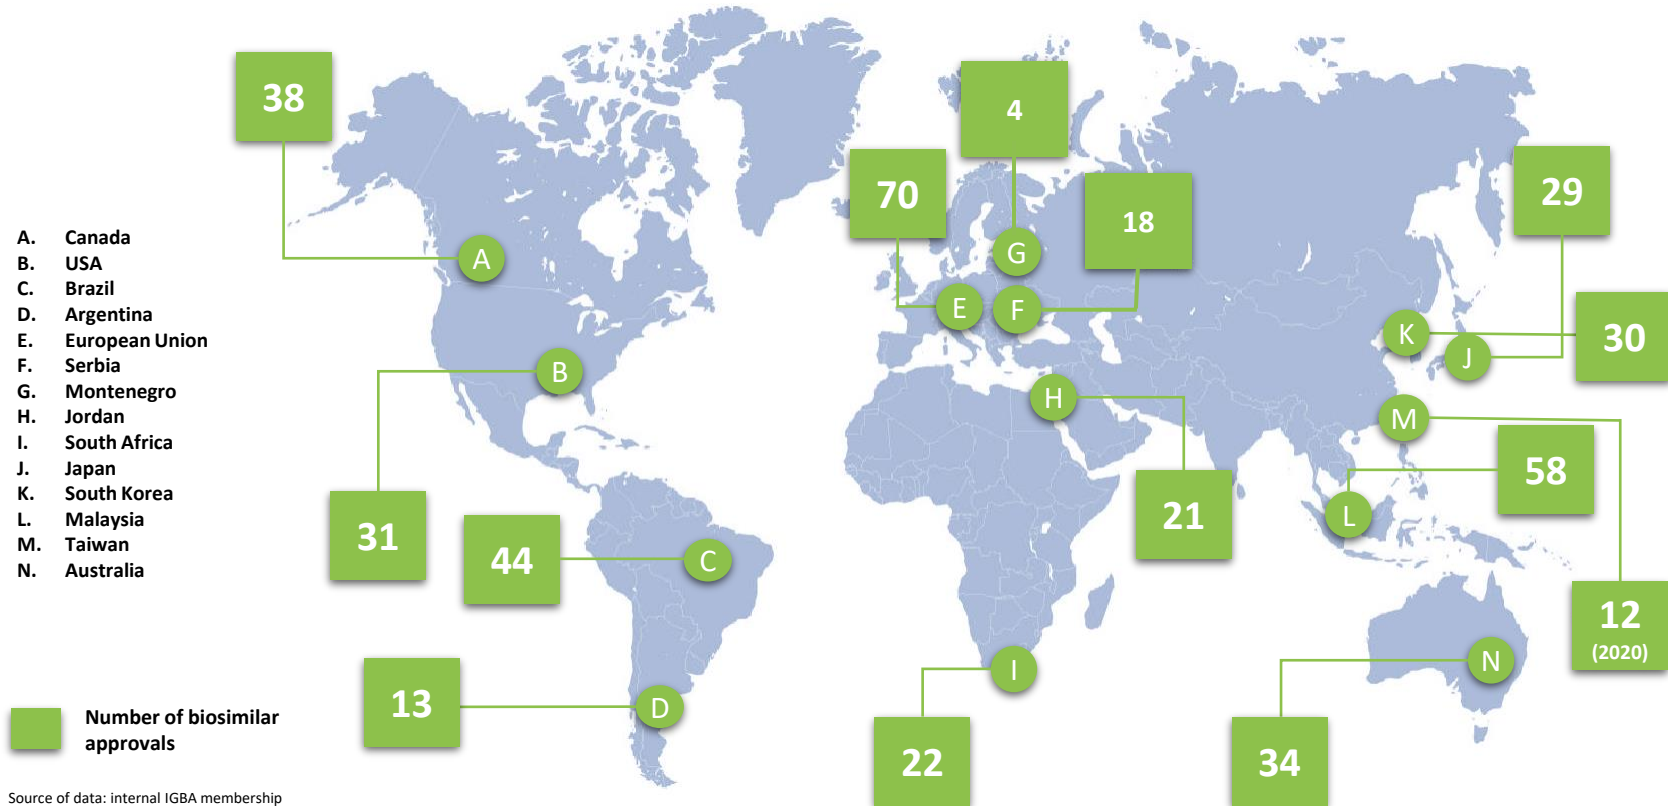 38
4
70
18
29
30
A. Canada
B. USA
C. Brazil
D. Argentina
E. European Union
F. Serbia
G. Montenegro
H. Jordan
I. South Africa
J. Japan
K. South Korea
L. Malaysia
M. Taiwan
N. Australia
A
B
C
D
E
F
G
H
I
J
K
L
M
N
31
44
13
21
58
12
(2020)
22
34
Number of biosimilar
approvals
Source of data: internal IGBA membership